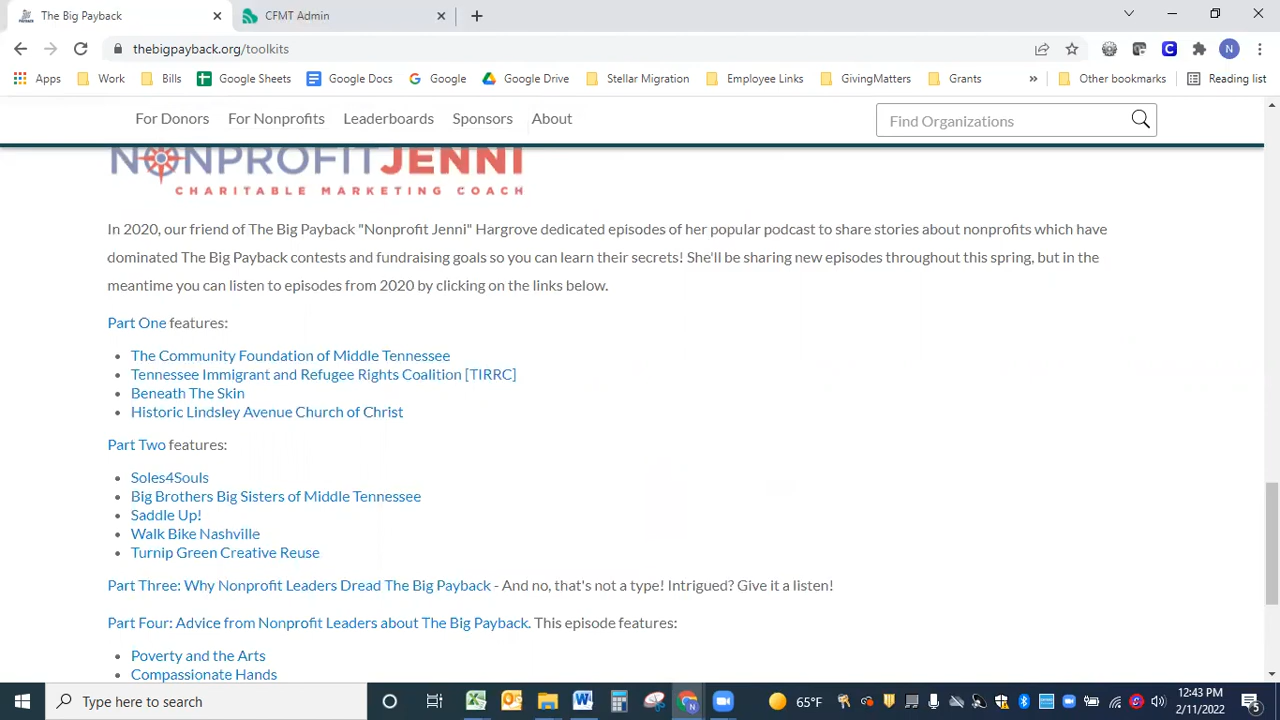 The Big Payback
CFMT Admin
thebigpayback.org/toolkits
N
Apps
Work
Bills
Google Sheets
Google Docs
Google
Google Drive
Stellar Migration
Employee Links
GivingMatters
Grants
»
Other bookmarks
Reading list
For Donors
For Nonprofits
Leaderboards
Sponsors
About
Find Organizations
NONPROFITJENNI
CHARITABLE MARKETING COACH
In 2020, our friend of The Big Payback "Nonprofit Jenni" Hargrove dedicated episodes of her popular podcast to share stories about nonprofits which have
dominated The Big Payback contests and fundraising goals so you can learn their secrets! She'll be sharing new episodes throughout this spring, but in the
meantime you can listen to episodes from 2020 by clicking on the links below.
Part One features:
• The Community Foundation of Middle Tennessee
• Tennessee Immigrant and Refugee Rights Coalition [TIRRC]
• Beneath The Skin
• Historic Lindsley Avenue Church of Christ
Part Two features:
• Soles4Souls
• Big Brothers Big Sisters of Middle Tennessee
• Saddle Up!
• Walk Bike Nashville
• Turnip Green Creative Reuse
Part Three: Why Nonprofit Leaders Dread The Big Payback - And no, that's not a type! Intrigued? Give it a listen!
Part Four: Advice from Nonprofit Leaders about The Big Payback. This episode features:
• Poverty and the Arts
• Compassionate Hands
Type here to search
65°F
12:43 PM
2/11/2022
5